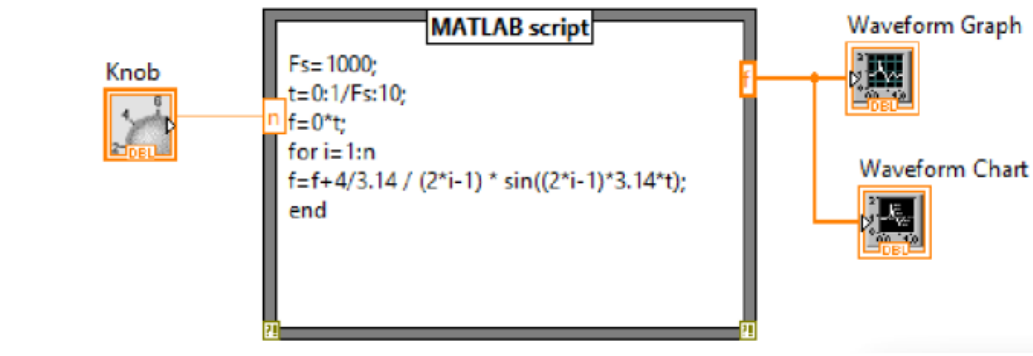 MATLAB script
Waveform Graph
Knob
Fs=1000;
t=0:1/Fs:10;
n
f=0*t;
for i=1:n
f=f+4/3.14 / (2*i-1) * sin((2*i-1)*3.14*t);
end
DBL
DBL
Waveform Chart
DBL